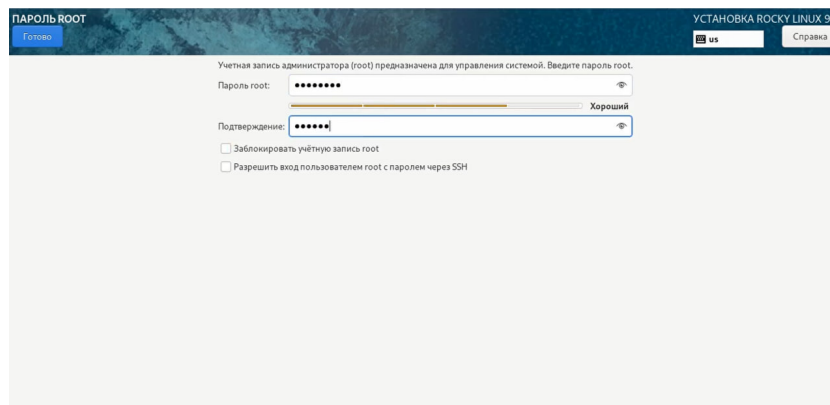 ПАРОЛЬ ROOT
УСТАНОВКА ROCKY LINUX 9
Готово
us
Справка
Учетная запись администратора (root) предназначена для управления системой. Введите пароль root.
Пароль root: ••••••••
Хороший
Подтверждение: ••••••
Заблокировать учётную запись root
Разрешить вход пользователем root с паролем через SSH